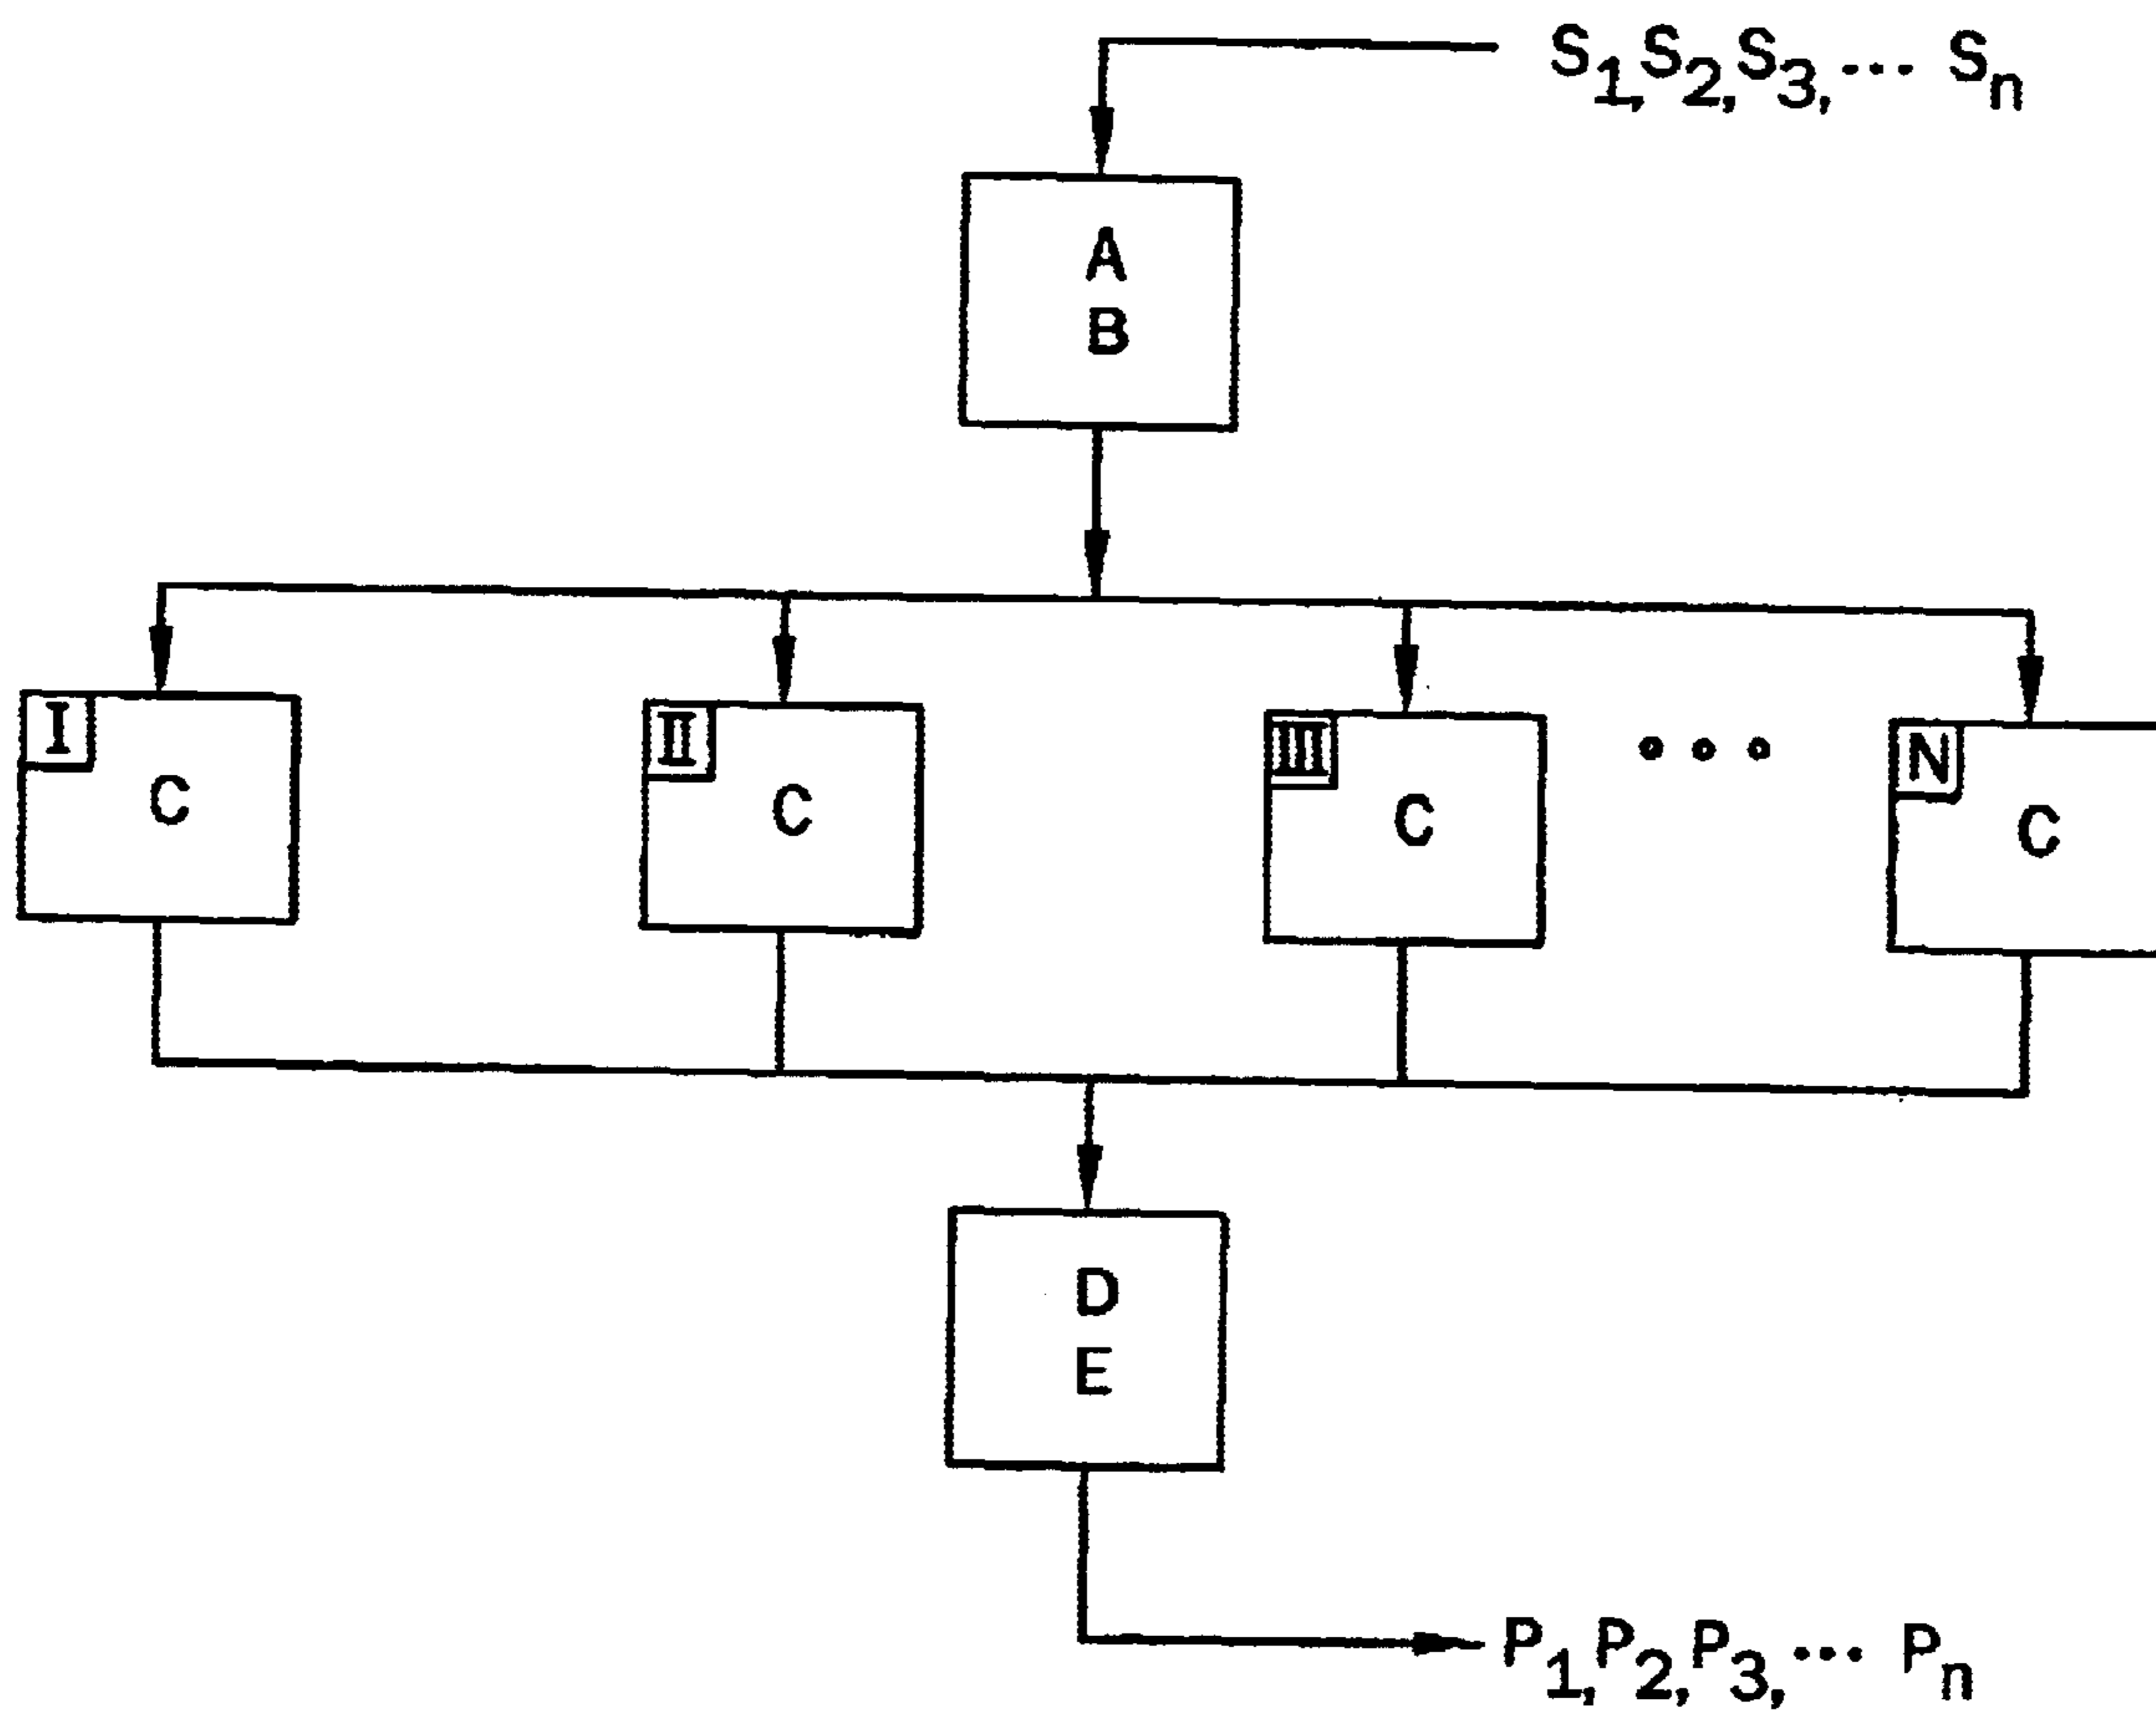 S1, S2, S3, ... Sn
A
B
I
C
II
C
III
C
N
C
D
E
P1, P2, P3, ... Pn